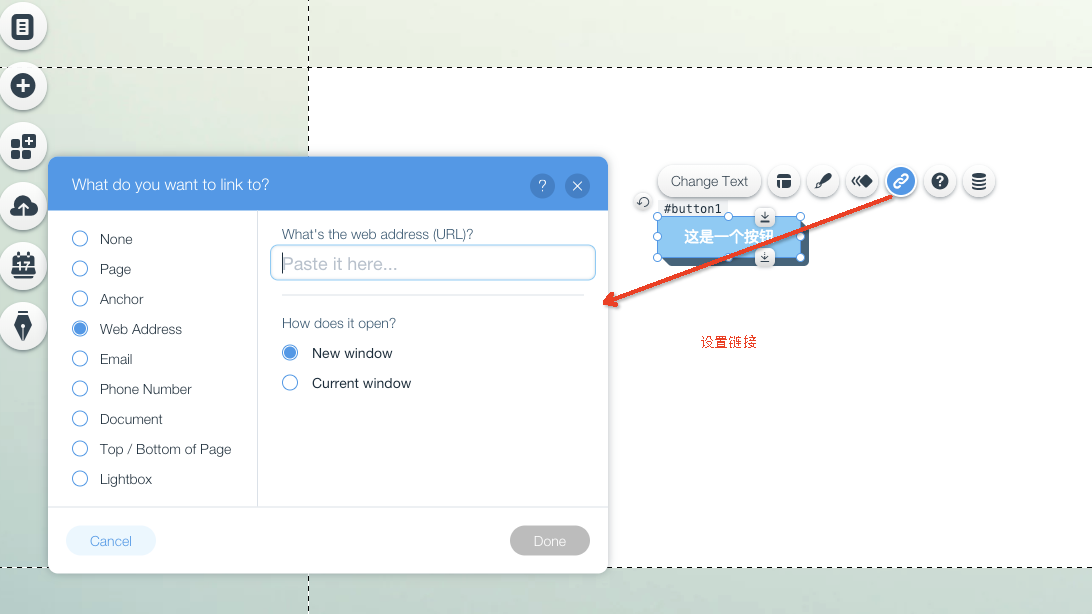 17
What do you want to link to?
?
None
Page
Anchor
Web Address
Email
Phone Number
Document
Top / Bottom of Page
Lightbox
What's the web address (URL)?
Paste it here...
How does it open?
New window
Current window
Cancel
Done
Change Text
?
#button1
这是一个按钮
设置链接